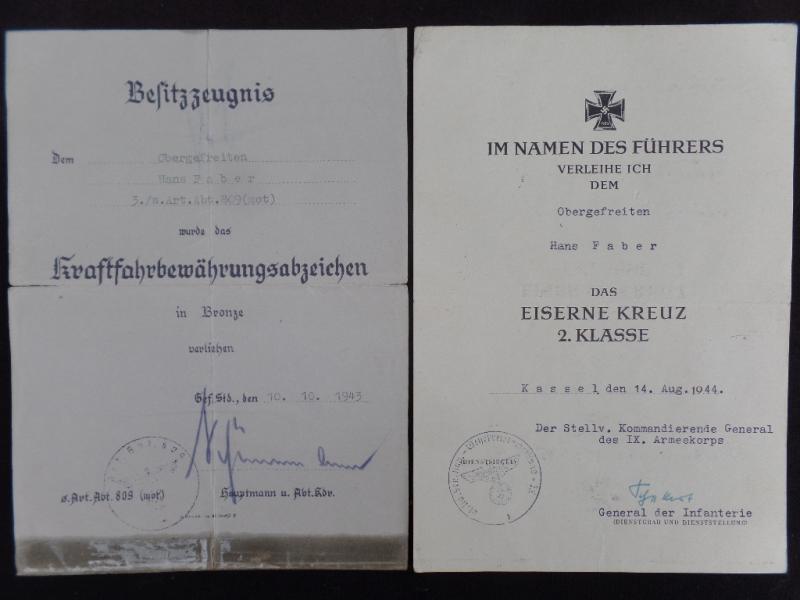 Besitzzeugnis
Dem Obergefreiten
Hans Faber
3./s.Art.Abt.809(mot)
wurde das
Kraftfahrbewährungsabzeichen
in Bronze
verliehen
Gef.Std., den 10. 10. 1943
s.Art.Abt. 809 (mot)
Hauptmann u. Abt.Kdr.
IM NAMEN DES FÜHRERS
VERLEIHE ICH
DEM
Obergefreiten
Hans Faber
DAS
EISERNE KREUZ
2. KLASSE
Kassel, den 14. Aug. 1944.
Der Stellv. Kommandierende General
des IX. Armeekorps
(DIENSTSIEGEL)
General der Infanterie
(DIENSTGRAD UND DIENSTSTELLUNG)